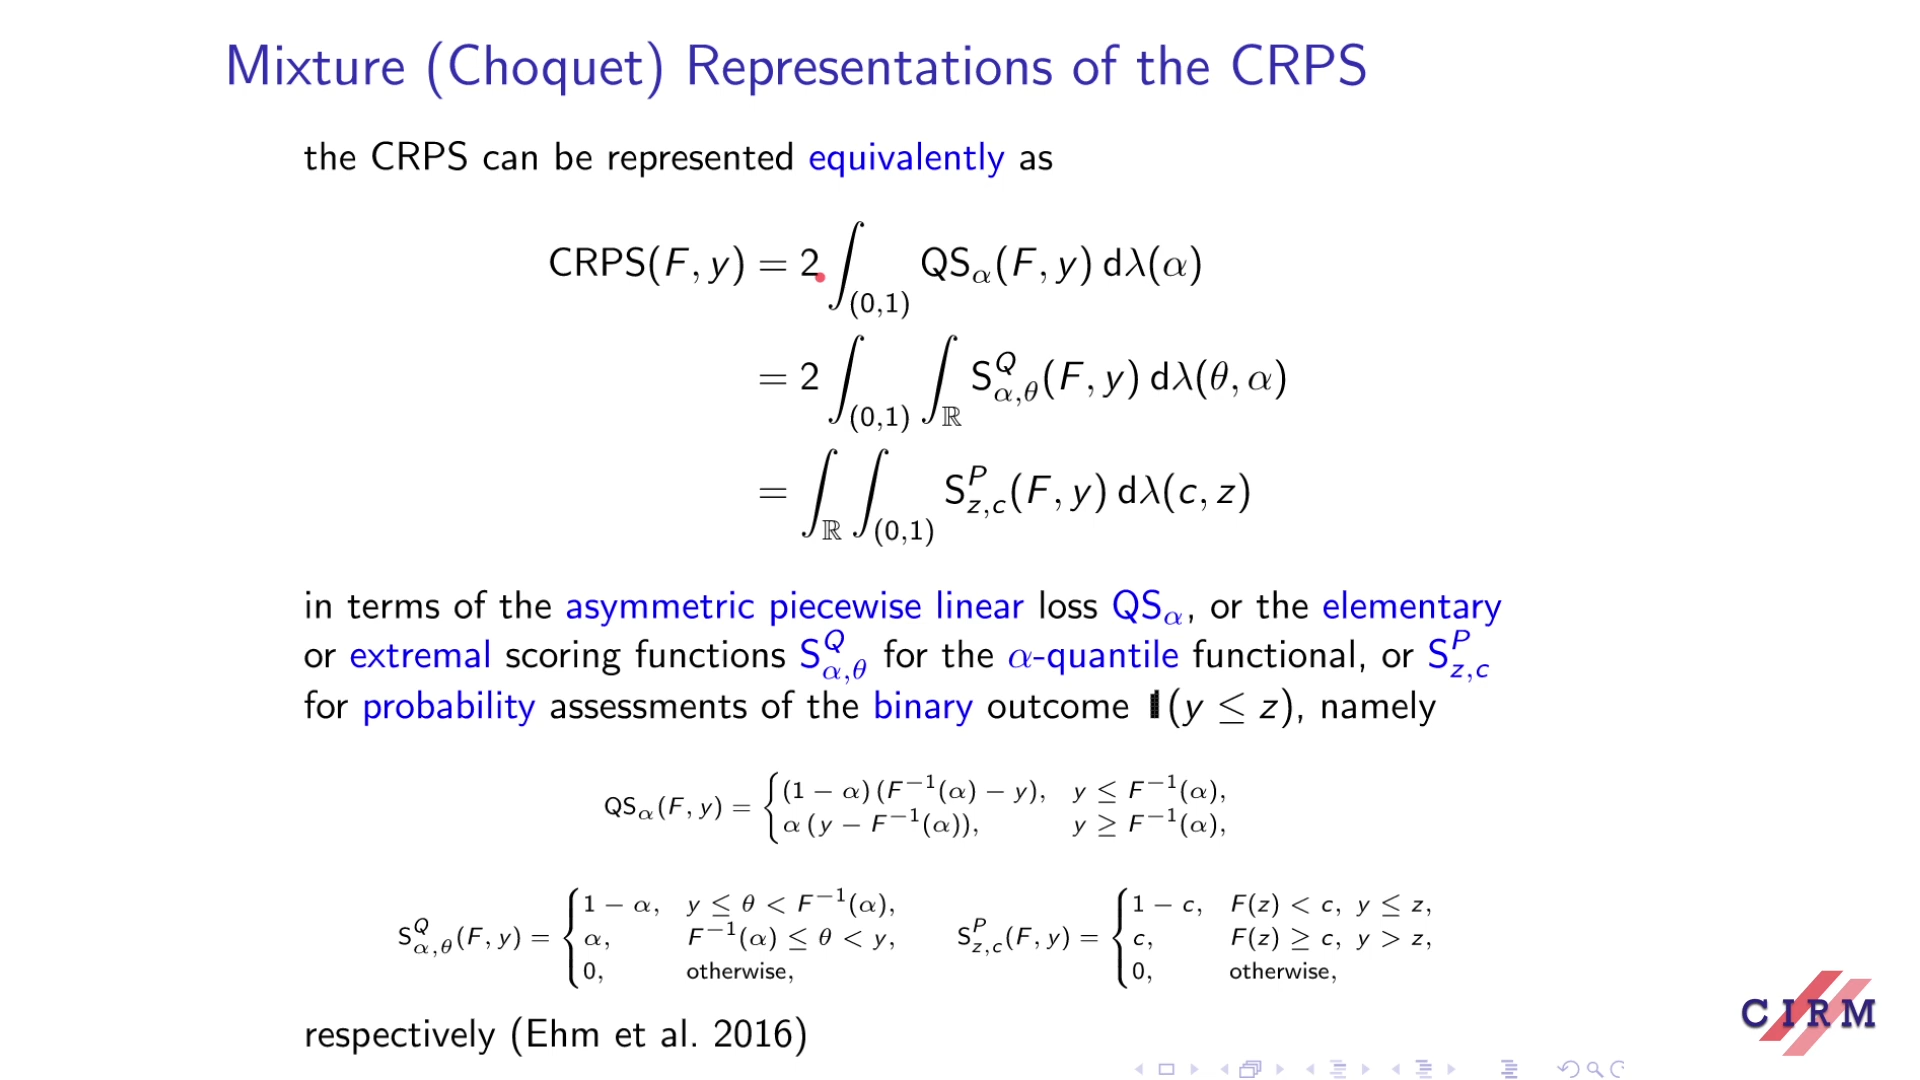 Mixture (Choquet) Representations of the CRPS
the CRPS can be represented equivalently as
CRPS(F, y) = 2 ∫_(0,1) QS_α(F, y) dλ(α)
= 2 ∫_(0,1) ∫_ℝ S^Q_α,θ(F, y) dλ(θ, α)
= ∫_ℝ ∫_(0,1) S^P_z,c(F, y) dλ(c, z)
in terms of the asymmetric piecewise linear loss QS_α, or the elementary
or extremal scoring functions S^Q_α,θ for the α-quantile functional, or S^P_z,c
for probability assessments of the binary outcome 𝟙(y ≤ z), namely
QS_α(F, y) = { (1 − α) (F^−1(α) − y), y ≤ F^−1(α),
α (y − F^−1(α)), y ≥ F^−1(α),
S^Q_α,θ(F, y) = { 1 − α, y ≤ θ < F^−1(α),
α, F^−1(α) ≤ θ < y,
0, otherwise,
S^P_z,c(F, y) = { 1 − c, F(z) < c, y ≤ z,
c, F(z) ≥ c, y > z,
0, otherwise,
respectively (Ehm et al. 2016)
CIRM